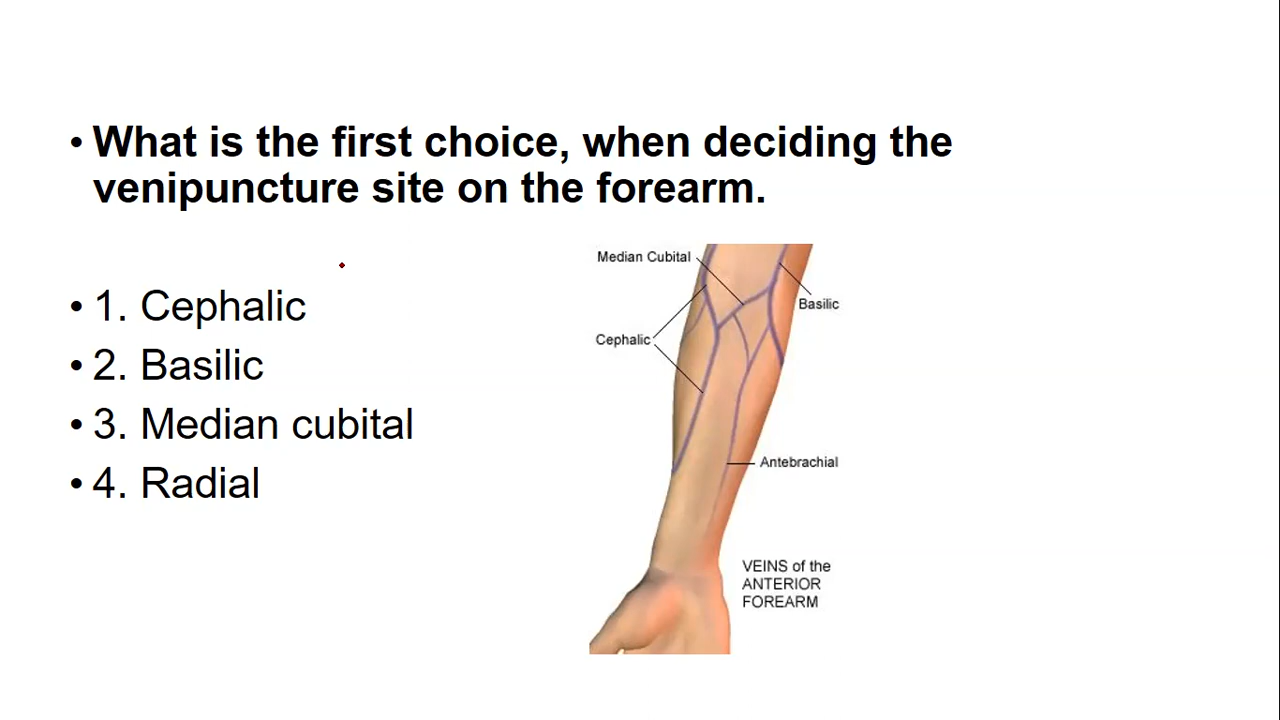 • What is the first choice, when deciding the
venipuncture site on the forearm.
• 1. Cephalic
• 2. Basilic
• 3. Median cubital
• 4. Radial
Median Cubital
Basilic
Cephalic
Antebrachial
VEINS of the
ANTERIOR
FOREARM